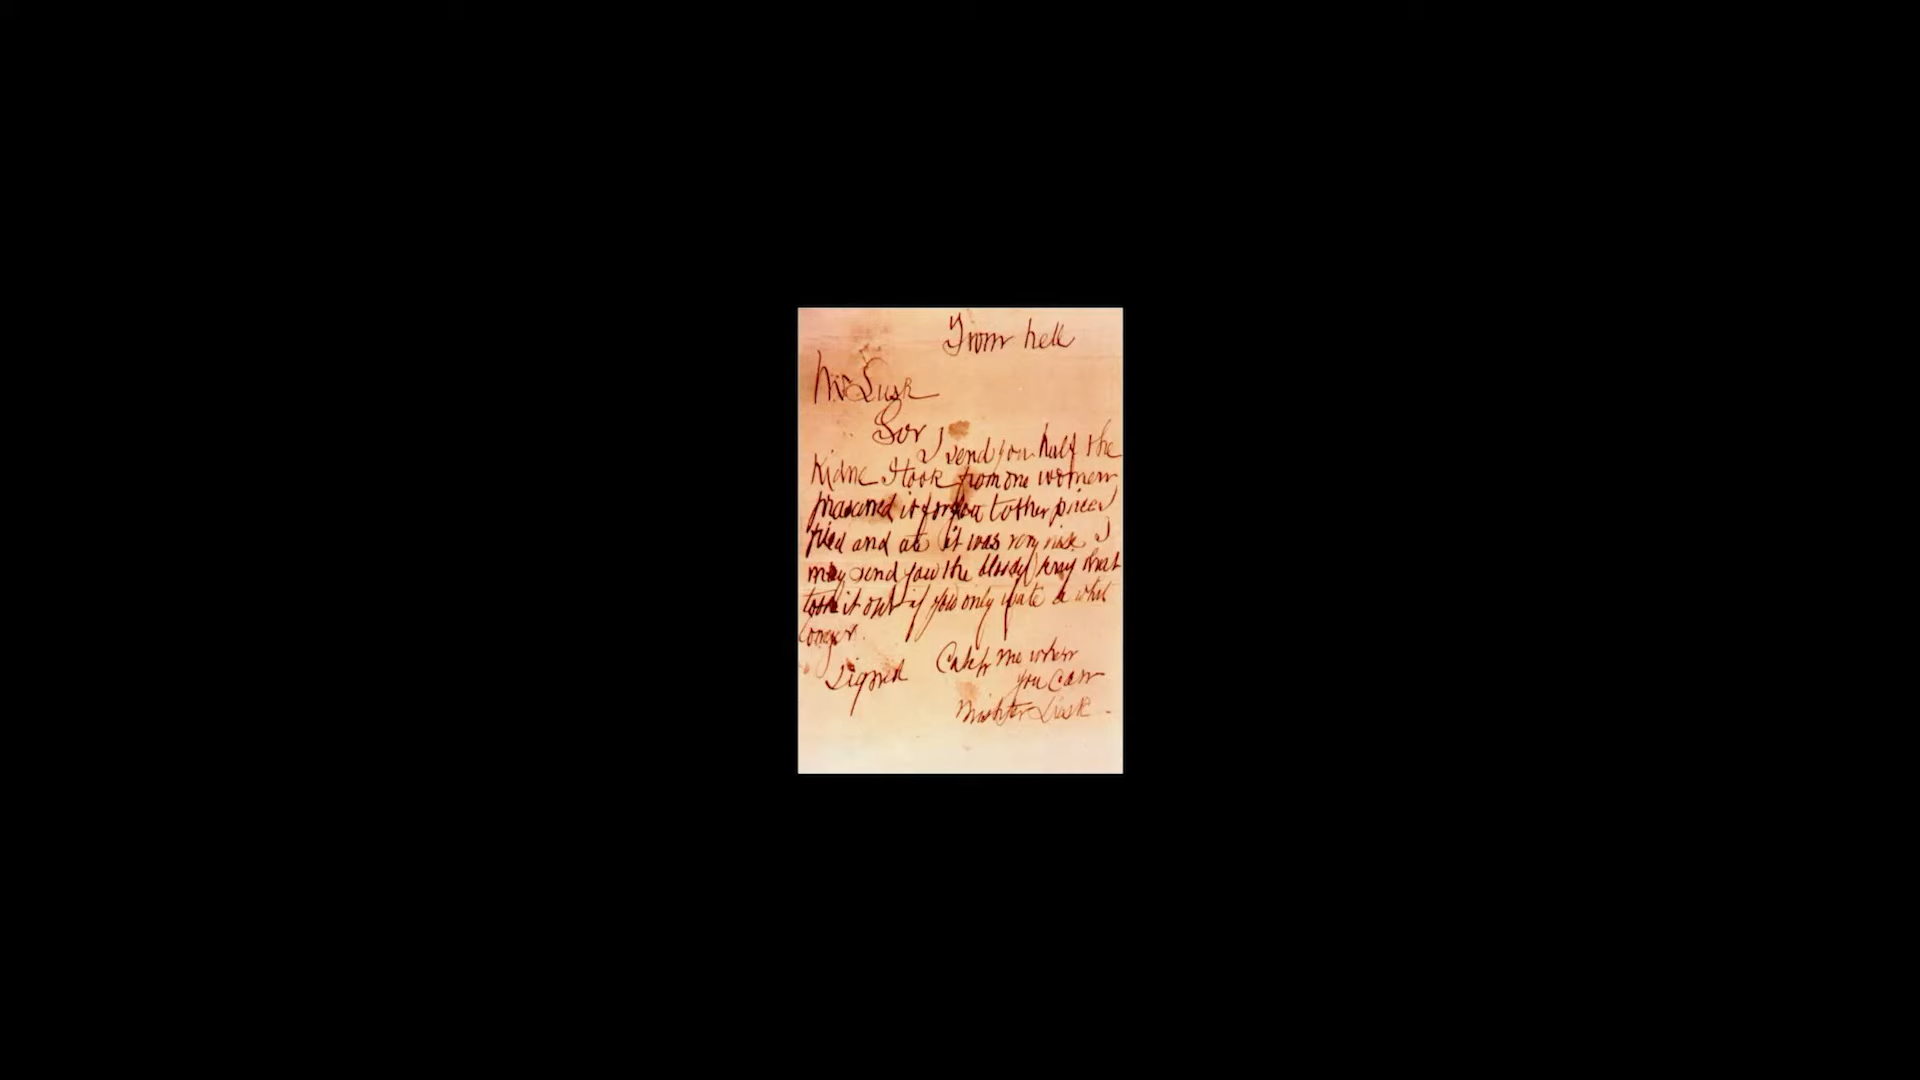 From hell
Mr Lusk
Sor
I send you half the
Kidne I took from one women
prasarved it for you tother piece I
fried and ate it was very nise I
may send you the bloody knif that
took it out if you only wate a whil
longer.
Signed Catch me when
you Can
Mishter Lusk.